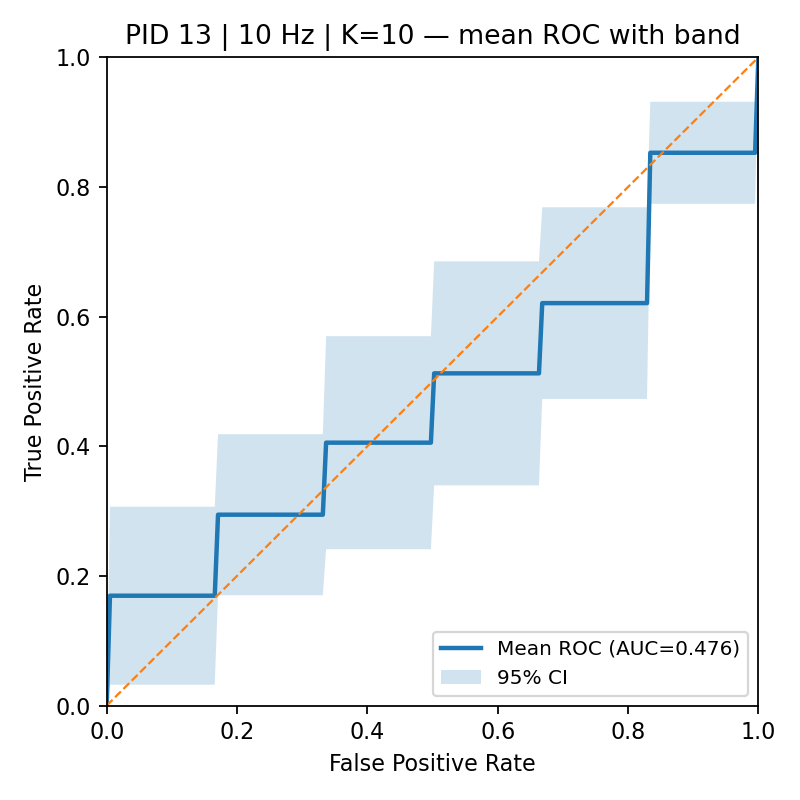 PID 13 | 10 Hz | K=10 — mean ROC with band
1.0
0.8
0.6
0.4
0.2
0.0
True Positive Rate
Mean ROC (AUC=0.476)
95% CI
0.0 0.2 0.4 0.6 0.8 1.0
False Positive Rate